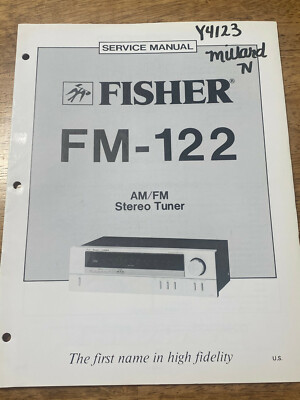 SERVICE MANUAL
Y4123
Millard
N
FISHER®
FM-122
AM/FM
Stereo Tuner
The first name in high fidelity
U.S.